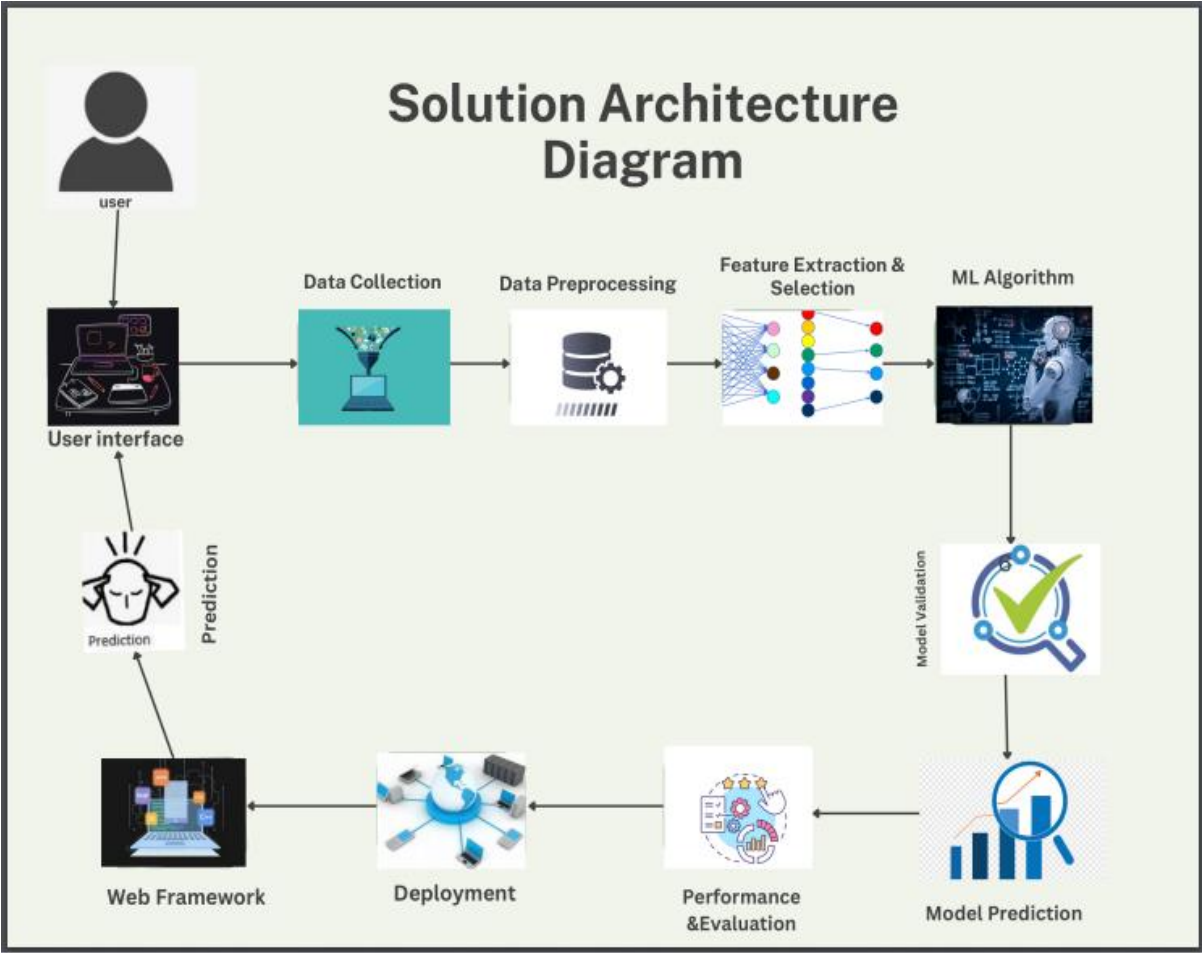 Solution Architecture
Diagram
user
Data Collection
Data Preprocessing
Feature Extraction &
Selection
ML Algorithm
User interface
Prediction
Prediction
Model Validation
6
Web Framework
Deployment
Performance
&Evaluation
Model Prediction